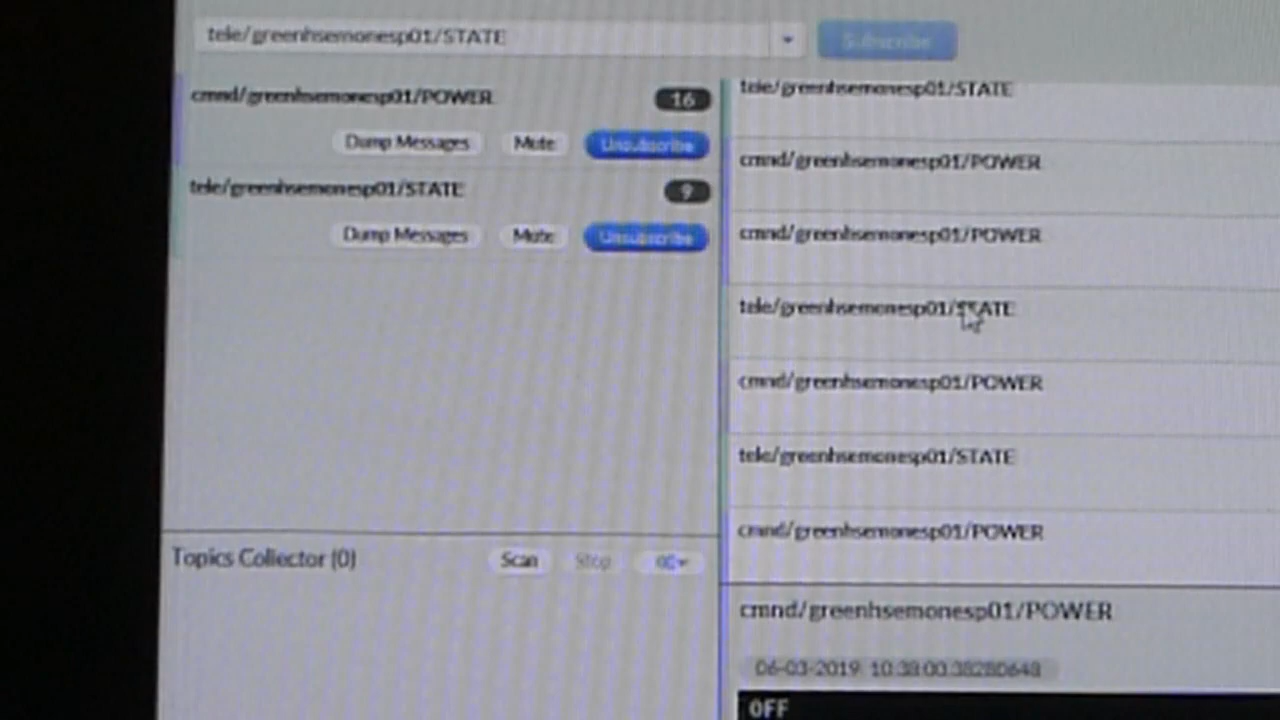 tele/greenhsemonesp01/STATE
Subscribe
cmnd/greenhsemonesp01/POWER
16
Dump Messages
Mute
Unsubscribe
tele/greenhsemonesp01/STATE
9
Dump Messages
Mute
Unsubscribe
Topics Collector (0)
Scan
Stop
tele/greenhsemonesp01/STATE
cmnd/greenhsemonesp01/POWER
cmnd/greenhsemonesp01/POWER
tele/greenhsemonesp01/STATE
cmnd/greenhsemonesp01/POWER
tele/greenhsemonesp01/STATE
cmnd/greenhsemonesp01/POWER
cmnd/greenhsemonesp01/POWER
06-03-2019 10:38:00.38280648
OFF